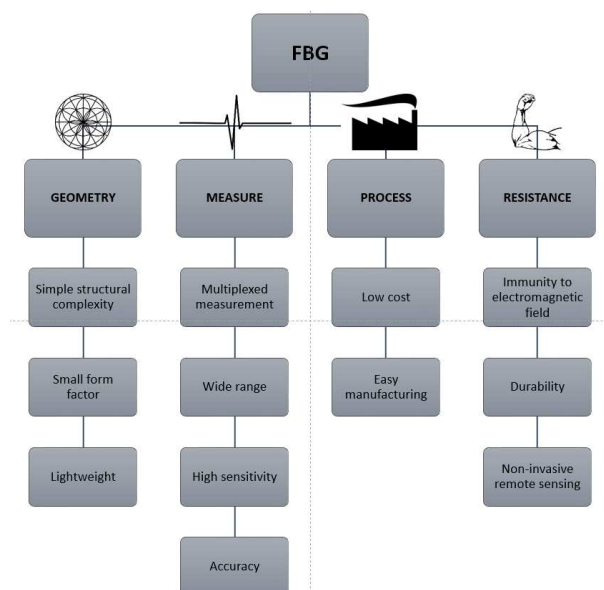 FBG
GEOMETRY
MEASURE
PROCESS
RESISTANCE
Simple structural
complexity
Multiplexed
measurement
Low cost
Immunity to
electromagnetic
field
Small form
factor
Wide range
Easy
manufacturing
Durability
Lightweight
High sensitivity
Non-invasive
remote sensing
Accuracy